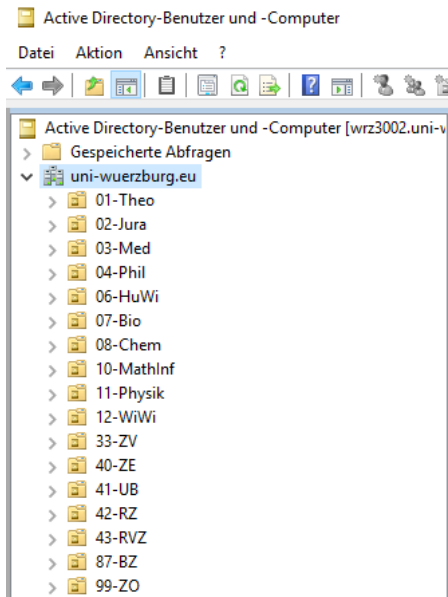 Active Directory-Benutzer und -Computer
Datei Aktion Ansicht ?
Active Directory-Benutzer und -Computer [wrz3002.uni-
Gespeicherte Abfragen
uni-wuerzburg.eu
01-Theo
02-Jura
03-Med
04-Phil
06-HuWi
07-Bio
08-Chem
10-MathInf
11-Physik
12-WiWi
33-ZV
40-ZE
41-UB
42-RZ
43-RVZ
87-BZ
99-ZO